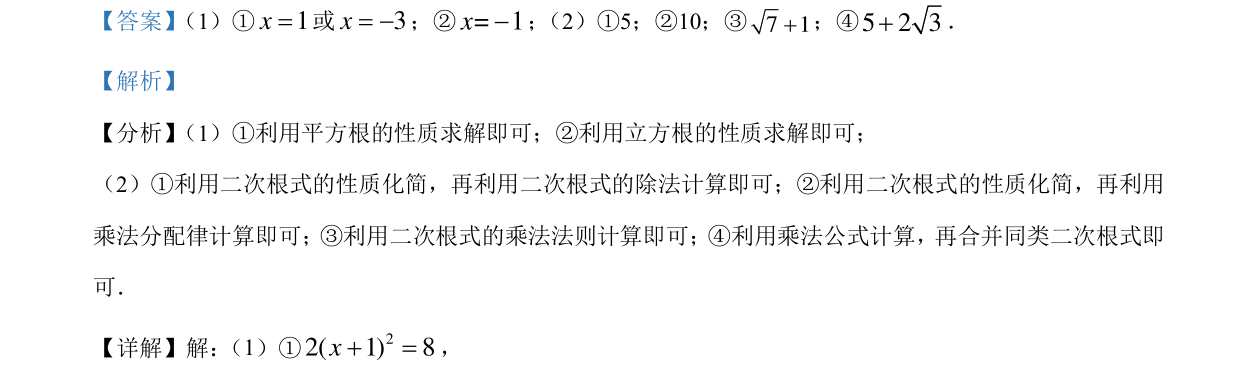 【答案】（1）①x=1或x=−3；②x=−1；（2）①5；②10；③√7+1；④5+2√3．
【解析】
【分析】（1）①利用平方根的性质求解即可；②利用立方根的性质求解即可；
（2）①利用二次根式的性质化简，再利用二次根式的除法计算即可；②利用二次根式的性质化简，再利用
乘法分配律计算即可；③利用二次根式的乘法法则计算即可；④利用乘法公式计算，再合并同类二次根式即
可．
【详解】解：（1）①2(x+1)²=8，